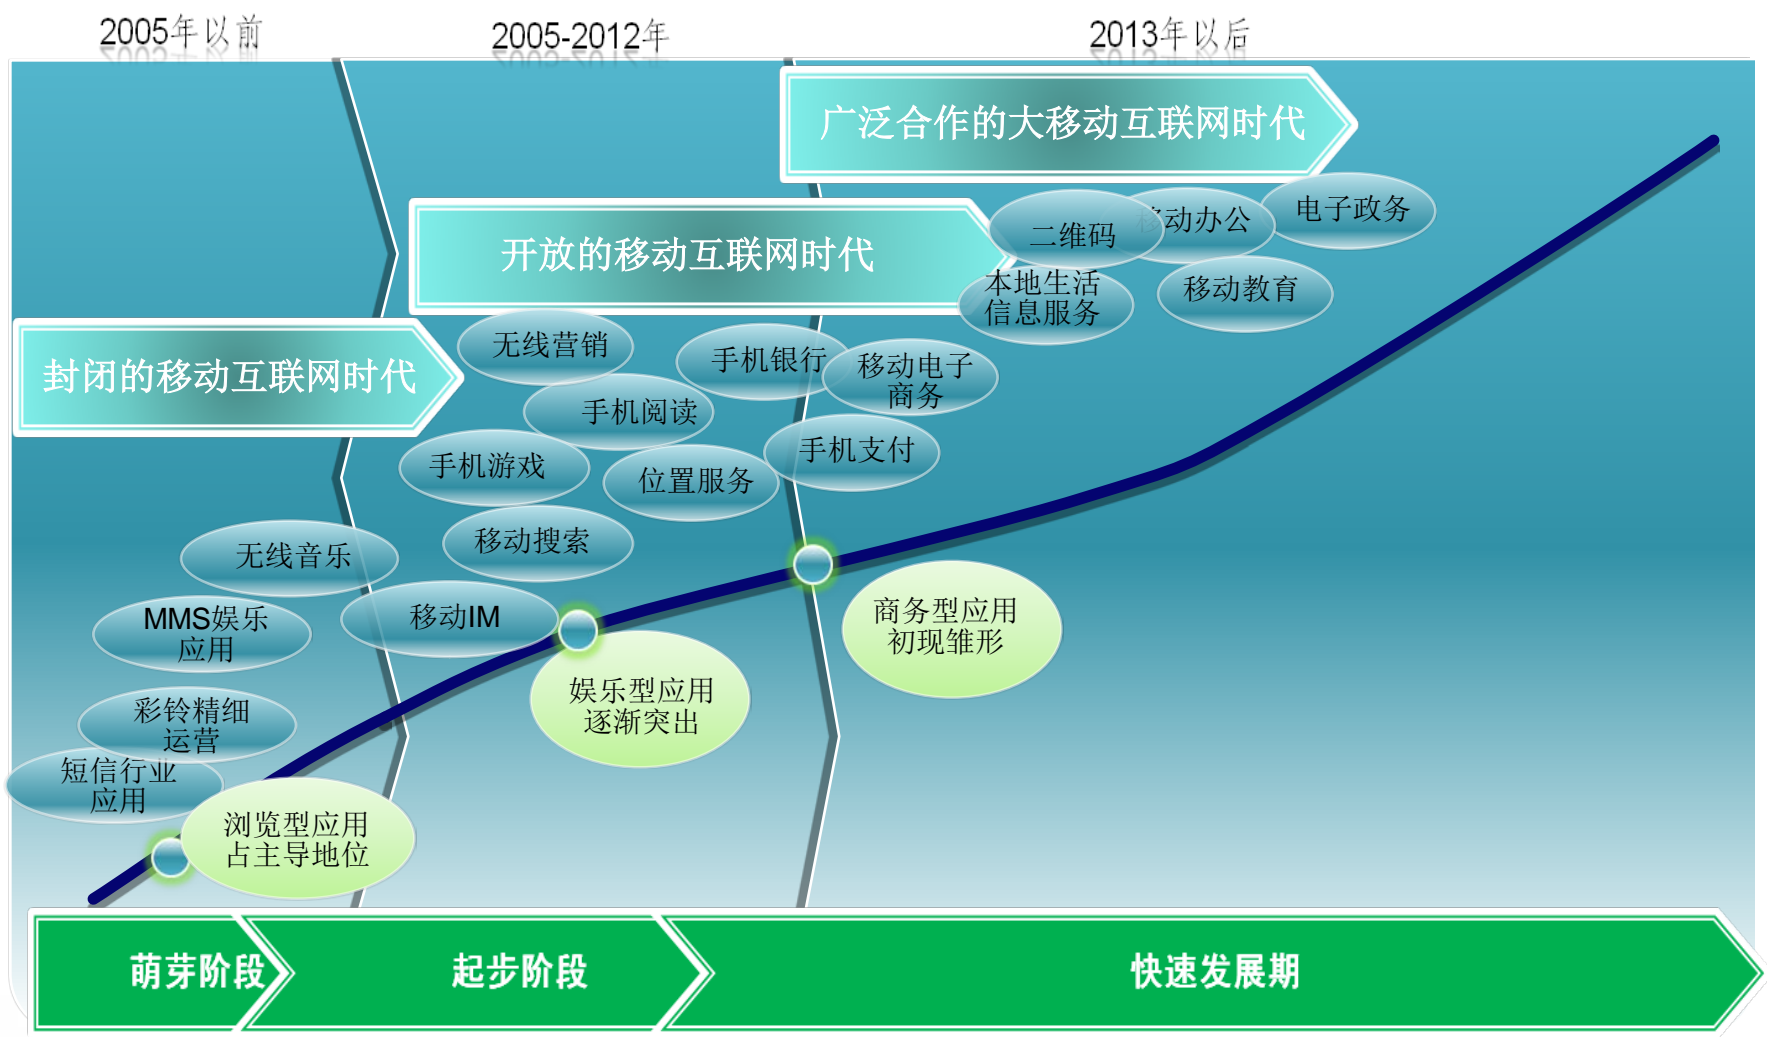 2005年以前
2005-2012年
2013年以后
广泛合作的大移动互联网时代
开放的移动互联网时代
封闭的移动互联网时代
二维码
移动办公
电子政务
本地生活
信息服务
移动教育
无线营销
手机银行
移动电子
商务
手机阅读
手机支付
手机游戏
位置服务
移动搜索
无线音乐
MMS娱乐
应用
移动IM
彩铃精细
运营
短信行业
应用
商务型应用
初现雏形
娱乐型应用
逐渐突出
浏览型应用
占主导地位
萌芽阶段
起步阶段
快速发展期